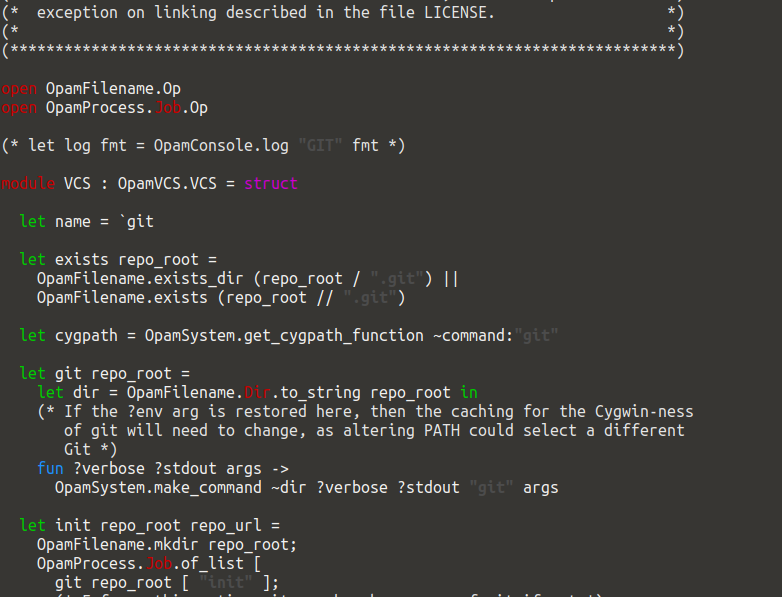 (*  exception on linking described in the file LICENSE.                   *)
(*                                                                        *)
(**************************************************************************)

open OpamFilename.Op
open OpamProcess.Job.Op

(* let log fmt = OpamConsole.log "GIT" fmt *)

module VCS : OpamVCS.VCS = struct

  let name = `git

  let exists repo_root =
    OpamFilename.exists_dir (repo_root / ".git") ||
    OpamFilename.exists (repo_root // ".git")

  let cygpath = OpamSystem.get_cygpath_function ~command:"git"

  let git repo_root =
    let dir = OpamFilename.Dir.to_string repo_root in
    (* If the ?env arg is restored here, then the caching for the Cygwin-ness
       of git will need to change, as altering PATH could select a different
       Git *)
    fun ?verbose ?stdout args ->
      OpamSystem.make_command ~dir ?verbose ?stdout "git" args

  let init repo_root repo_url =
    OpamFilename.mkdir repo_root;
    OpamProcess.Job.of_list [
      git repo_root [ "init" ];